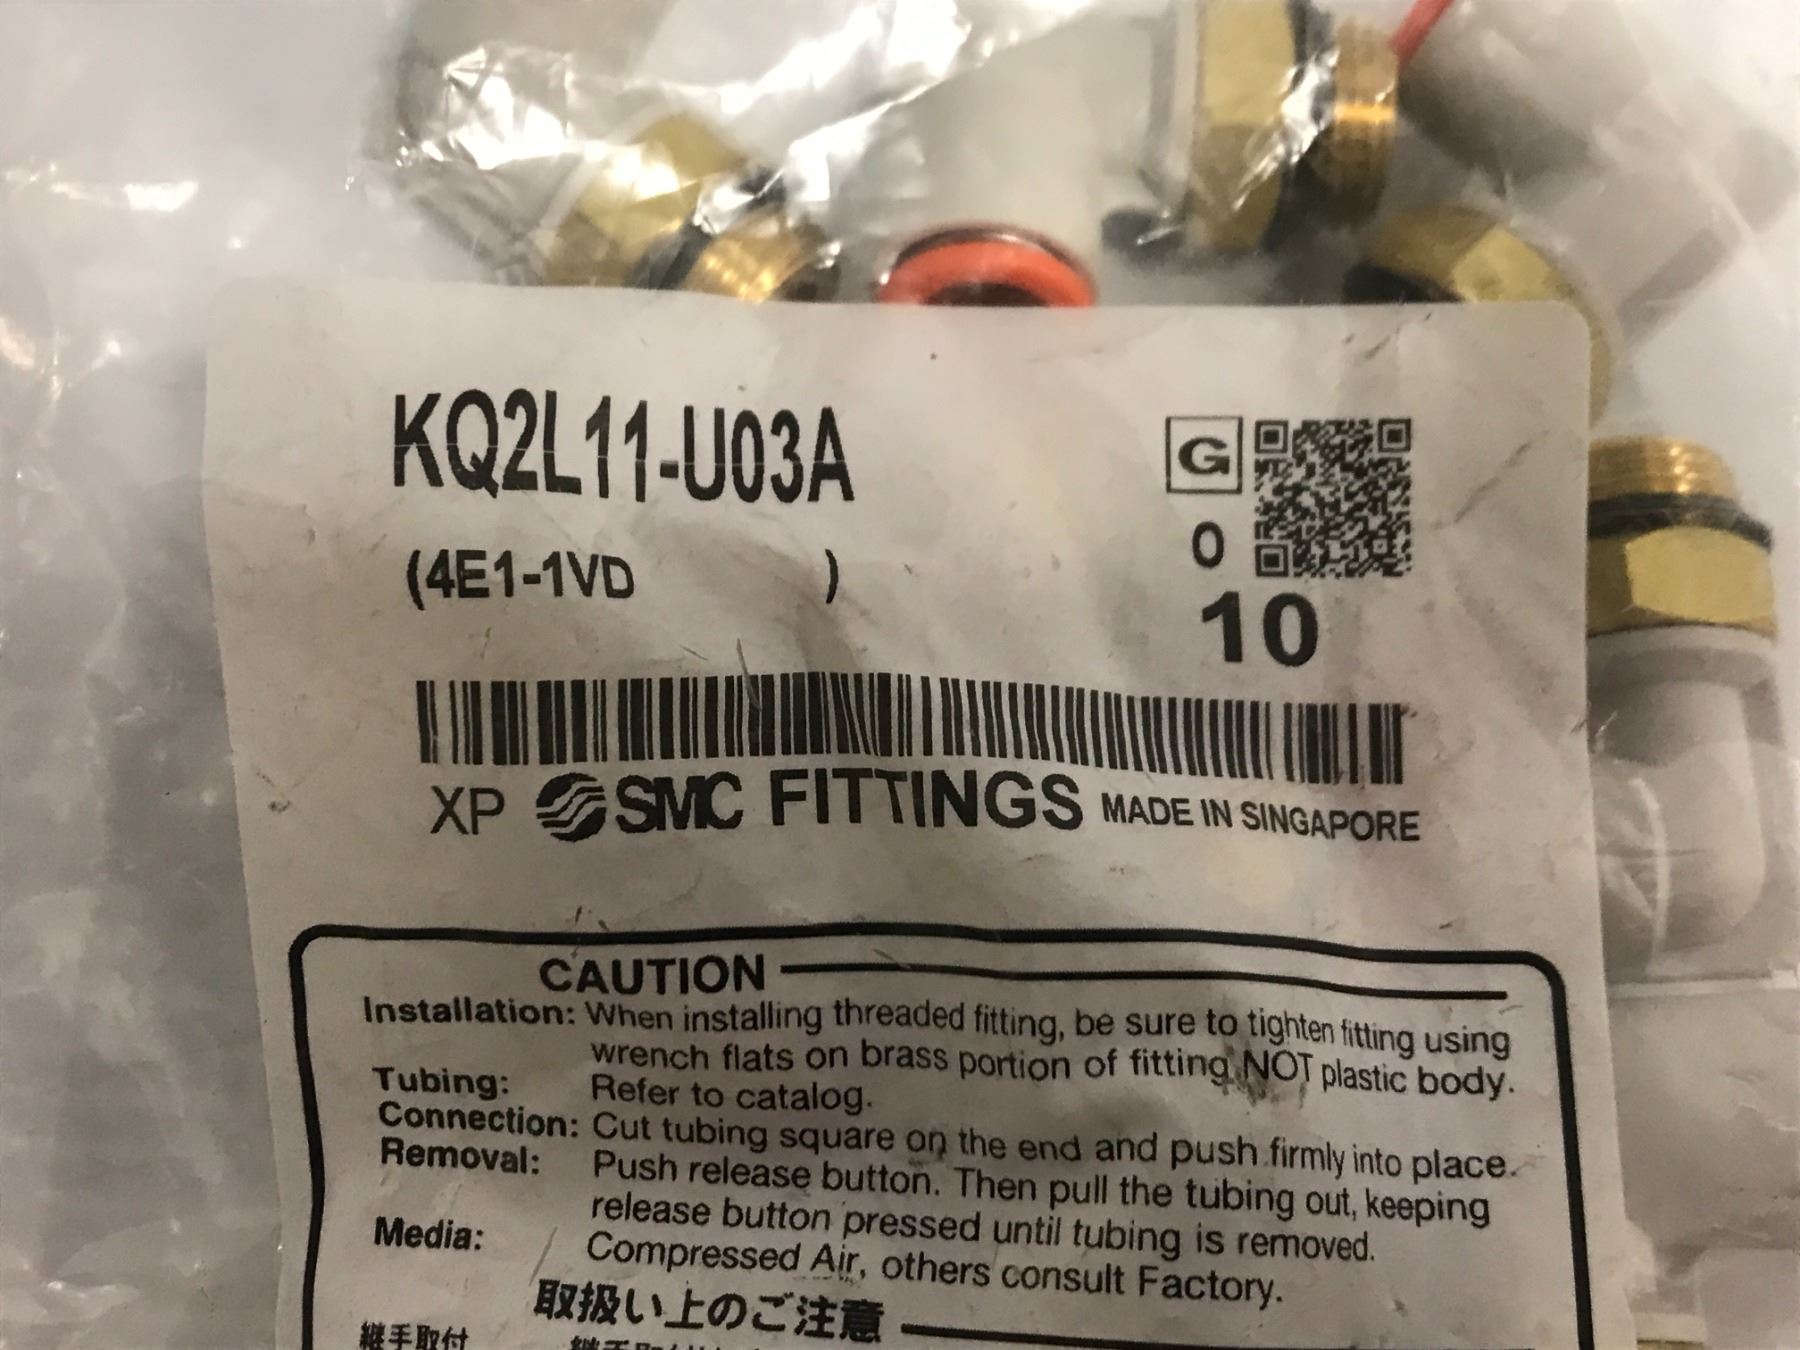 KQ2L11-U03A
G
(4E1-1VD )
0
10
XP SMC FITTINGS MADE IN SINGAPORE
CAUTION
Installation: When installing threaded fitting, be sure to tighten fitting using
wrench flats on brass portion of fitting NOT plastic body.
Tubing: Refer to catalog.
Connection: Cut tubing square on the end and push firmly into place.
Removal: Push release button. Then pull the tubing out, keeping
release button pressed until tubing is removed.
Media: Compressed Air, others consult Factory.
取扱い上のご注意
継手取付